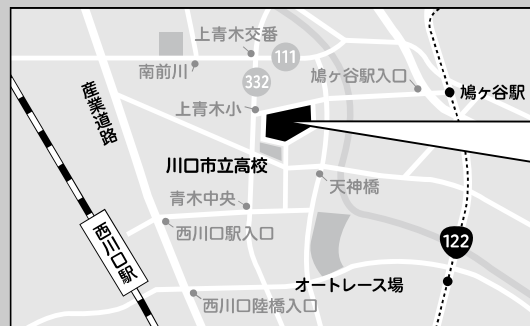 上青木交番
111
南前川
332
鳩ヶ谷駅入口
鳩ヶ谷駅
産業道路
上青木小
川口市立高校
天神橋
青木中央
西川口駅入口
西川口駅
122
オートレース場
西川口陸橋入口